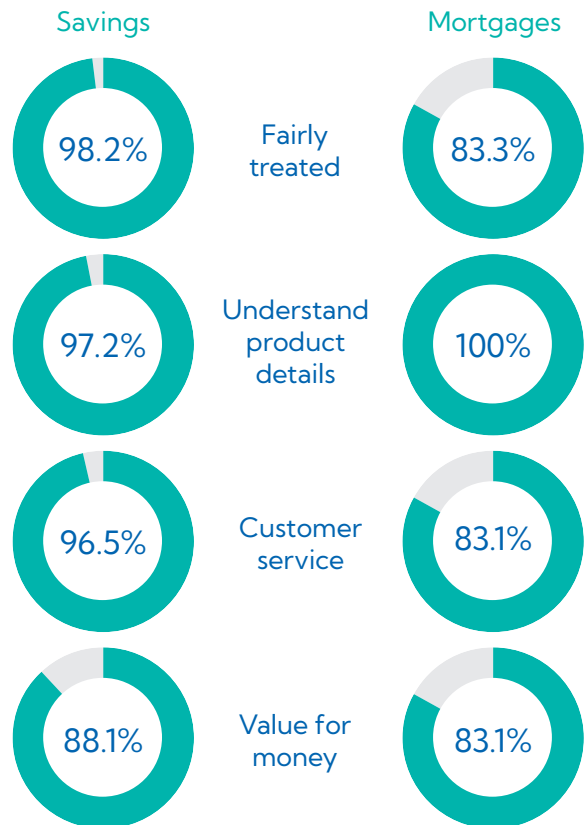 Savings
Mortgages
98.2%
Fairly
treated
83.3%
97.2%
Understand
product
details
100%
96.5%
Customer
service
83.1%
88.1%
Value for
money
83.1%